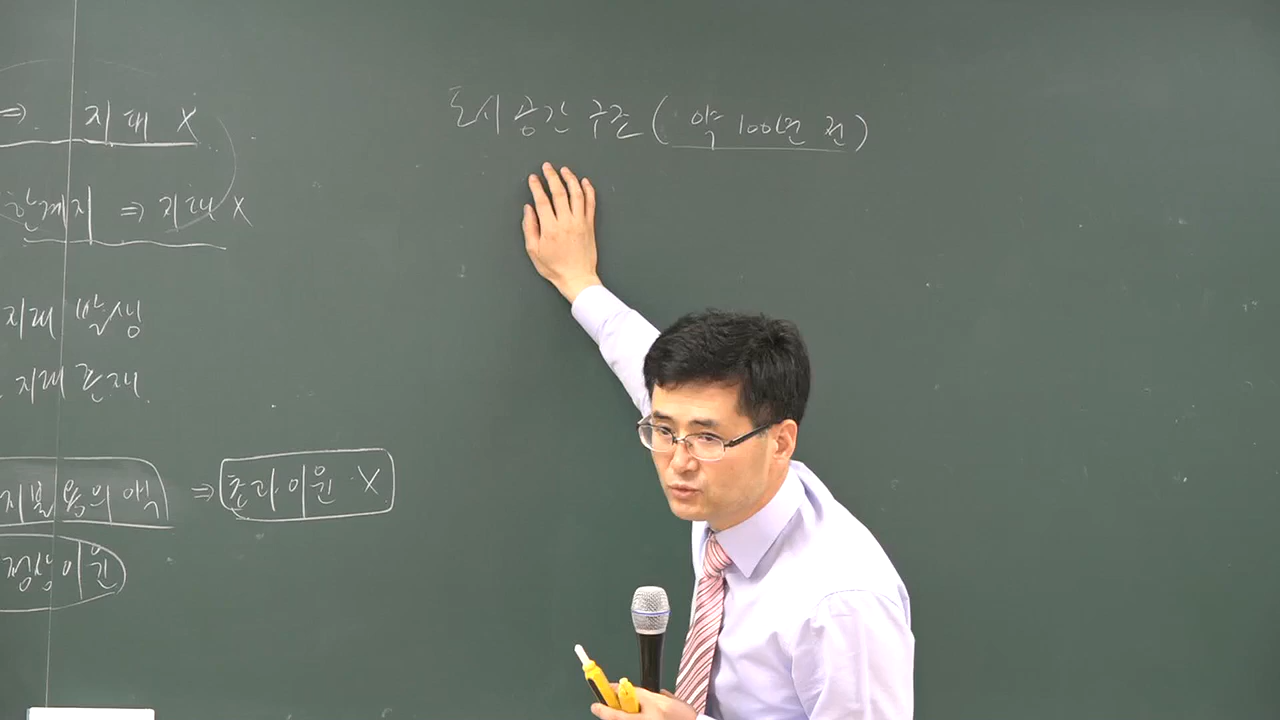 ⇒ 지대 X
한계지 ⇒ 지대 X
지대 발생
지대 존재
지불용의액 ⇒ 초과이윤 X
정상이윤
도시 공간 구조 (약 100년 전)